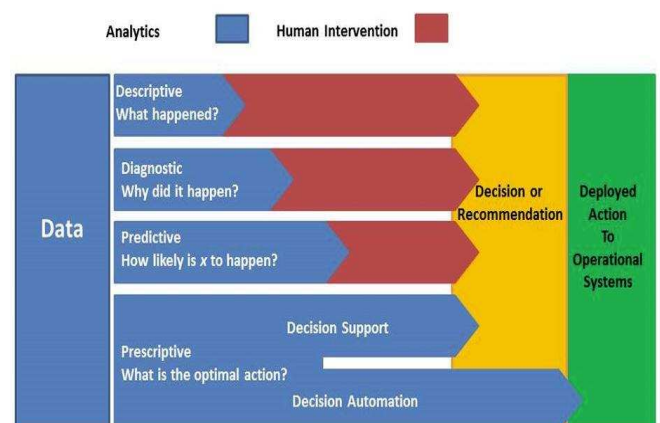 Analytics
Human Intervention
Data
Descriptive
What happened?
Diagnostic
Why did it happen?
Predictive
How likely is x to happen?
Decision Support
Prescriptive
What is the optimal action?
Decision Automation
Decision or
Recommendation
Deployed
Action
To
Operational
Systems